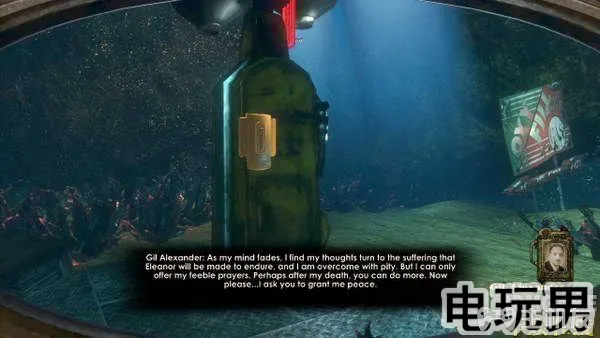 Gil Alexander: As my mind fades, I find my thoughts turn to the suffering that
Eleanor will be made to endure, and I am overcome with pity. But I can only
offer my feeble prayers. Perhaps after my death, you can do more. Now
please...I ask you to grant me peace.
电玩男